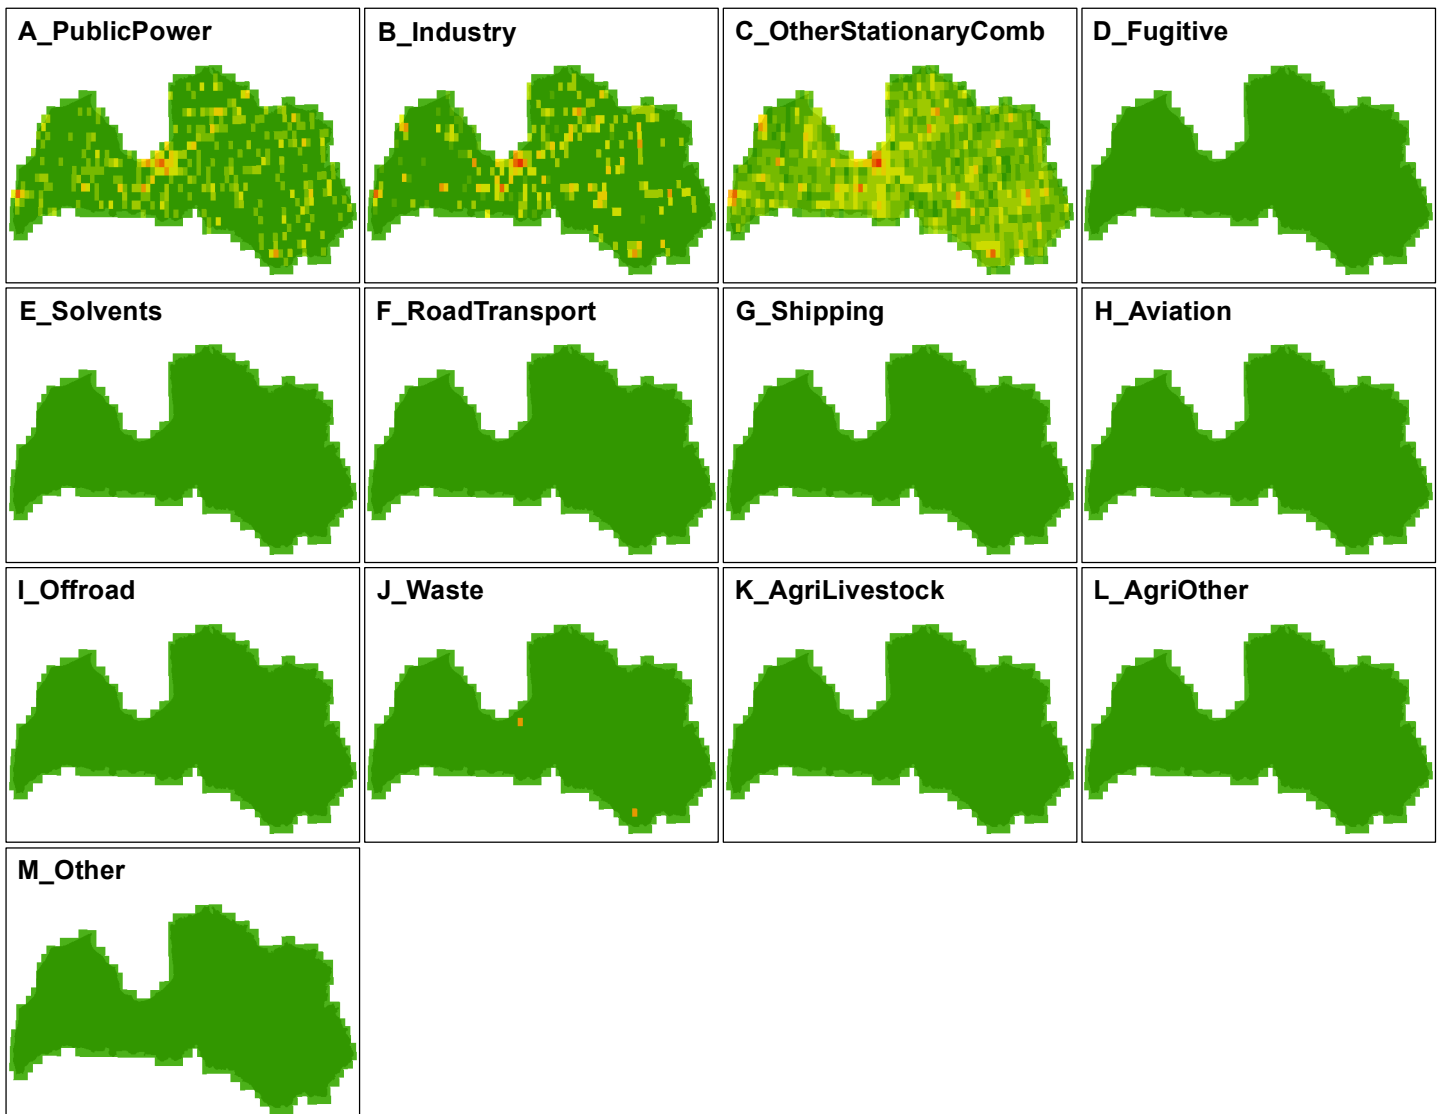 A_PublicPower
B_Industry
C_OtherStationaryComb
D_Fugitive
E_Solvents
F_RoadTransport
G_Shipping
H_Aviation
I_Offroad
J_Waste
K_AgriLivestock
L_AgriOther
M_Other